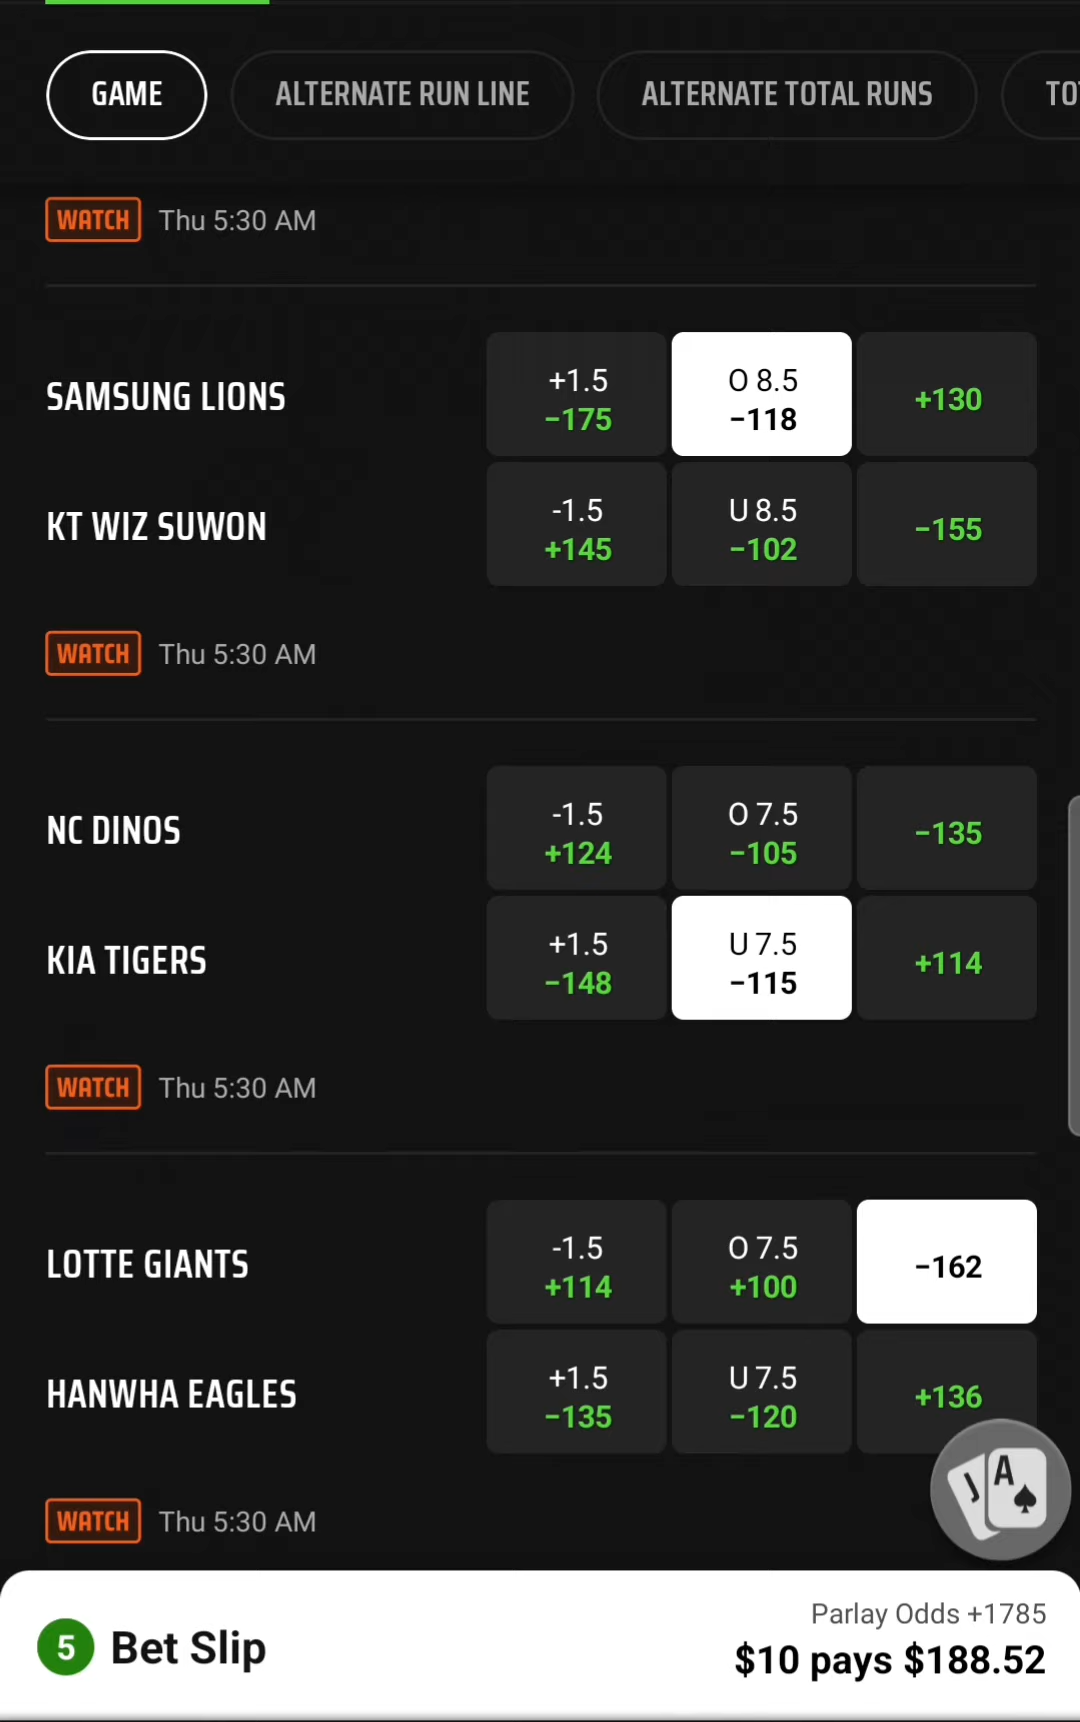 GAME ALTERNATE RUN LINE ALTERNATE TOTAL RUNS
WATCH Thu 5:30 AM
SAMSUNG LIONS +1.5 −175 O 8.5 −118 +130
KT WIZ SUWON -1.5 +145 U 8.5 −102 −155
WATCH Thu 5:30 AM
NC DINOS -1.5 +124 O 7.5 −105 −135
KIA TIGERS +1.5 −148 U 7.5 −115 +114
WATCH Thu 5:30 AM
LOTTE GIANTS -1.5 +114 O 7.5 +100 −162
HANWHA EAGLES +1.5 −135 U 7.5 −120 +136
J A
WATCH Thu 5:30 AM
5 Bet Slip
Parlay Odds +1785
$10 pays $188.52